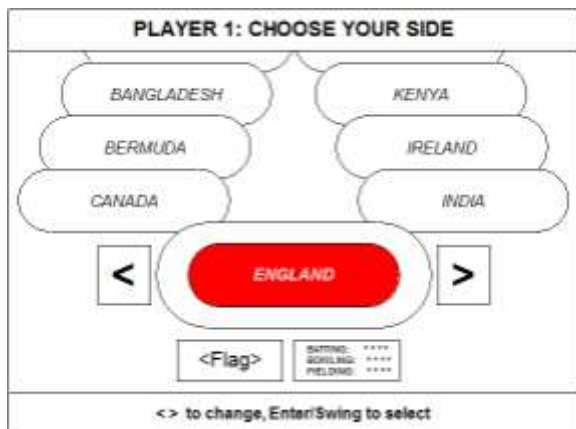 PLAYER 1: CHOOSE YOUR SIDE
BANGLADESH
KENYA
BERMUDA
IRELAND
CANADA
INDIA
<
ENGLAND
>
<Flag>
BATTING: ****
BOWLING: ****
FIELDING: ****
< > to change, Enter/Swing to select